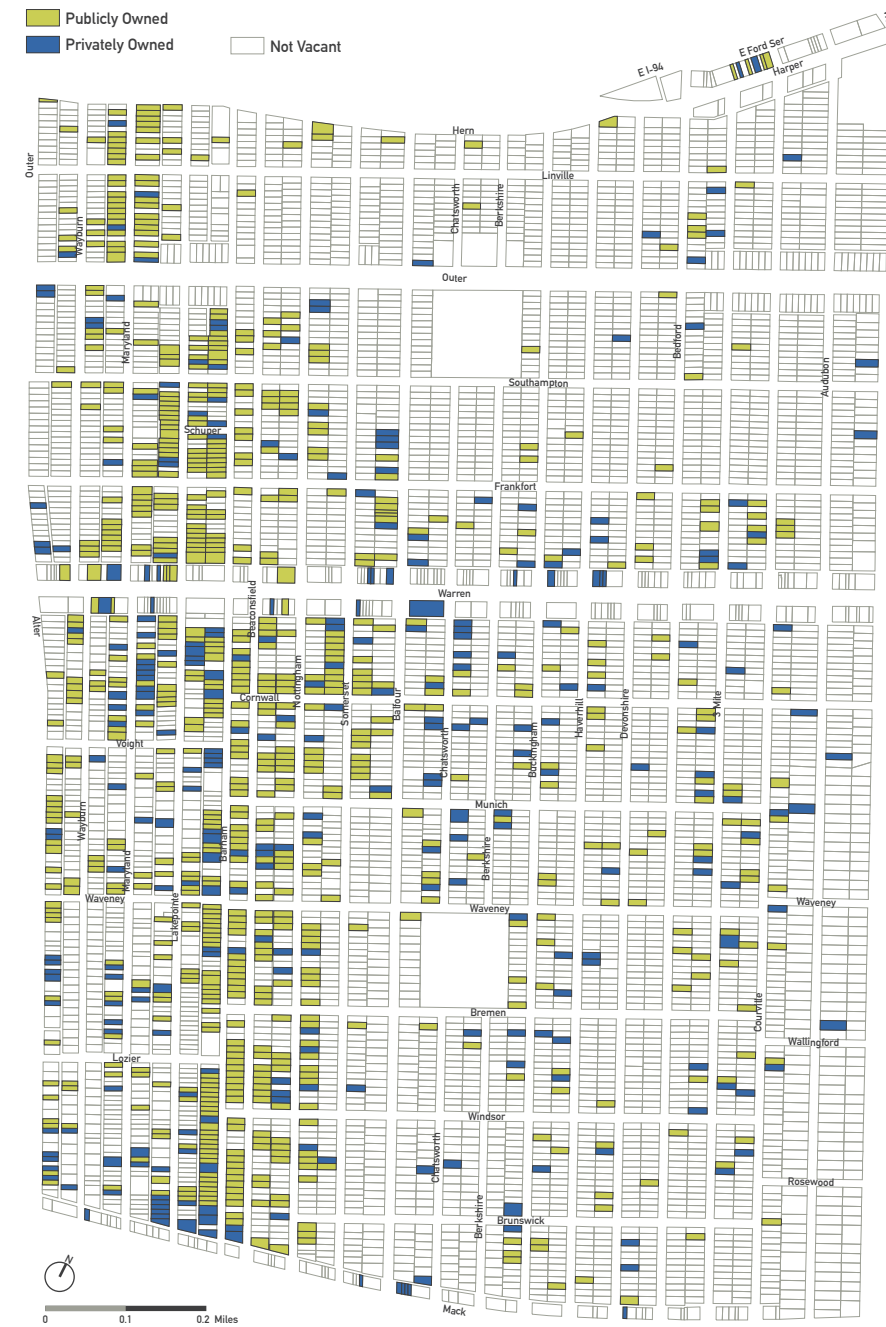 Publicly Owned
Privately Owned
Not Vacant
E Ford Ser
E I-94
Harper
Hern
Outer
Linville
Chatsworth
Berkshire
Wayburn
Outer
Maryland
Bedford
Audubon
Southampton
Schuper
Frankfort
Warren
Beaconsfield
Alter
Nottingham
Somerset
Cornwall
Balfour
Haverhill
Devonshire
3 Mile
Chatsworth
Buckingham
Voight
Munich
Wayburn
Barham
Berkshire
Maryland
Waveney
Lakepointe
Waveney
Waveney
Bremen
Courville
Wallingford
Lozier
Windsor
Chatsworth
Rosewood
Berkshire
Brunswick
N
Mack
0
0.1
0.2 Miles